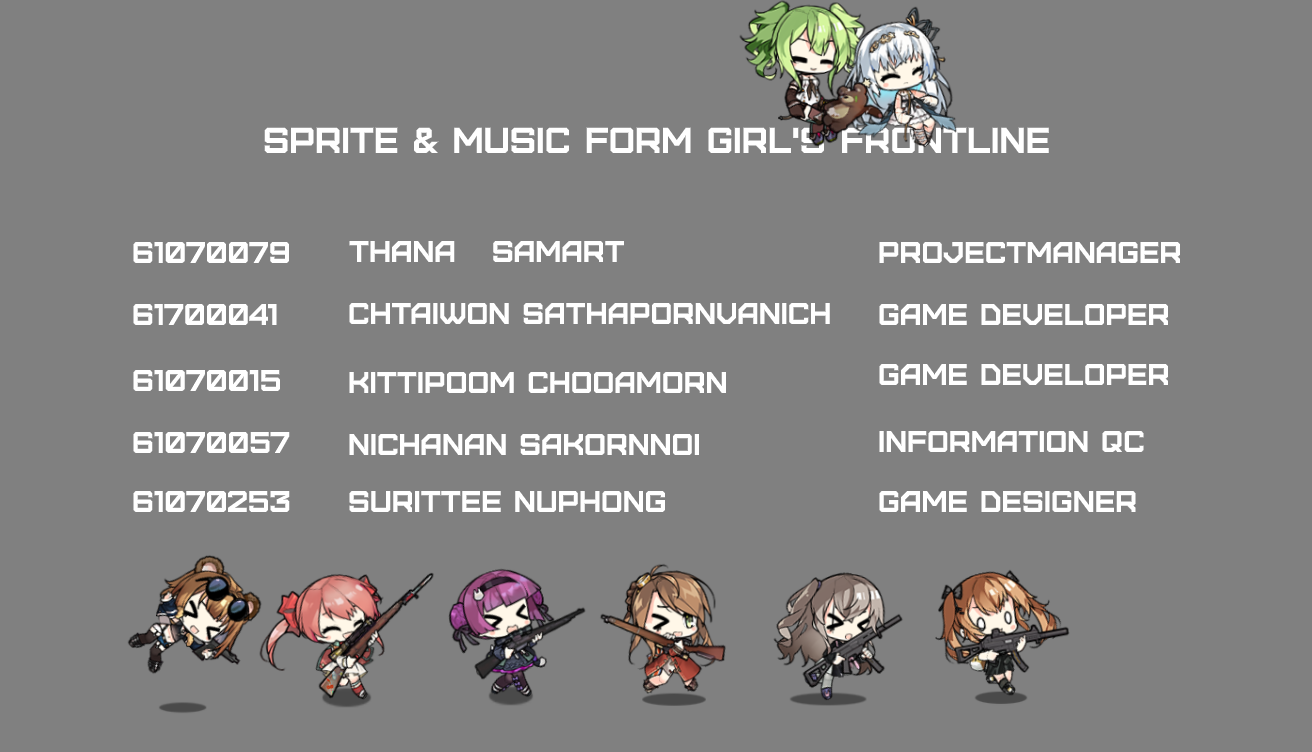 SPRITE & MUSIC FORM GIRL'S FRONTLINE
61070079 THANA SAMART PROJECTMANAGER
61700041 CHTAIWON SATHAPORNVANICH GAME DEVELOPER
61070015 KITTIPOOM CHOOAMORN GAME DEVELOPER
61070057 NICHANAN SAKORNNOI INFORMATION QC
61070253 SURITTEE NUPHONG GAME DESIGNER